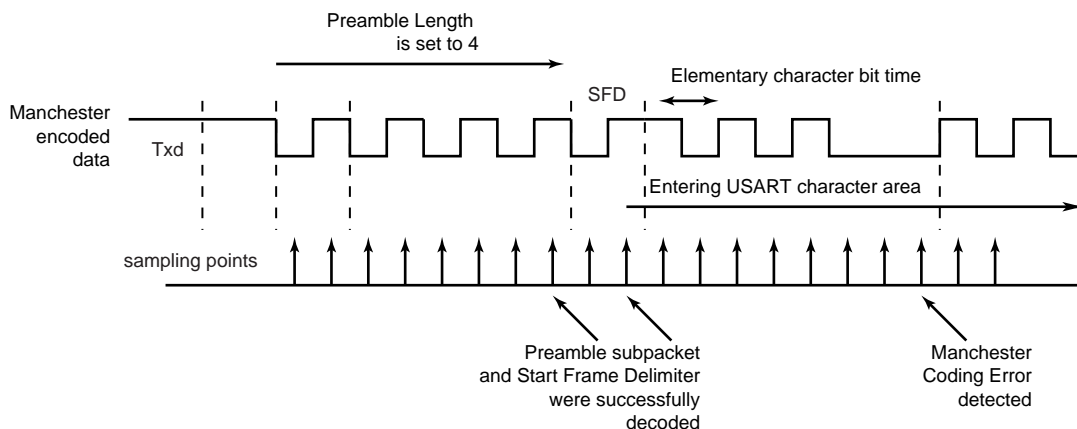 Preamble Length
is set to 4
SFD
Elementary character bit time
Manchester
encoded
data
Txd
Entering USART character area
sampling points
Preamble subpacket
and Start Frame Delimiter
were successfully
decoded
Manchester
Coding Error
detected